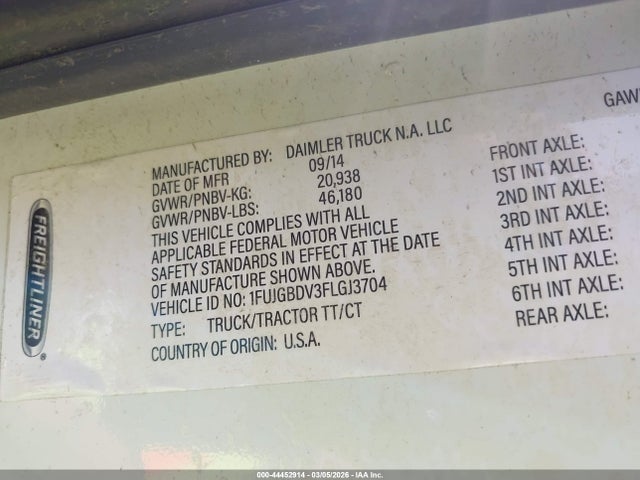 GAW
MANUFACTURED BY: DAIMLER TRUCK N.A. LLC
DATE OF MFR 09/14
GVWR/PNBV-KG: 20,938
GVWR/PNBV-LBS: 46,180
THIS VEHICLE COMPLIES WITH ALL
APPLICABLE FEDERAL MOTOR VEHICLE
SAFETY STANDARDS IN EFFECT AT THE DATE
OF MANUFACTURE SHOWN ABOVE.
VEHICLE ID NO: 1FUJGBDV3FLGJ3704
TYPE: TRUCK/TRACTOR TT/CT
COUNTRY OF ORIGIN: U.S.A.
FRONT AXLE:
1ST INT AXLE:
2ND INT AXLE:
3RD INT AXLE:
4TH INT AXLE:
5TH INT AXLE:
6TH INT AXLE:
REAR AXLE:
FREIGHTLINER®
000-44452914 - 03/05/2026 - IAA Inc.